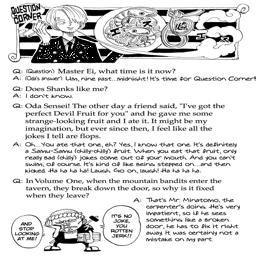 QUESTION
CORNER
Q: (Question) Master Ei, what time is it now?
A: (Oda's answer) Um, nine past...midnight! It's time for Question Corner!
Q: Does Shanks like me?
A: I don't know.
Q: Oda Sensei! The other day a friend said, "I've got the
perfect Devil Fruit for you" and he gave me some
strange-looking fruit and I ate it. It might be my
imagination, but ever since then, I feel like all the
jokes I tell are flops.
A: Oh...You ate that one, eh? Yes, I know that one. It's definitely
a Samu-Samu (chilly-chilly) Fruit. When you eat that fruit, only
really bad (chilly) jokes come out of your mouth. And you can't
swim, of course. It's kind of like being stepped on...and then
kicked. Ha ha ha ha! Laugh. Go on, laugh! Ha ha ha ha.
Q: In Volume One, when the mountain bandits enter the
tavern, they break down the door, so why is it fixed
when they leave?
A: That's Mr. Minatomo, the
carpenter's doing. He's very
impatient, so if he sees
something like a broken
door, he has to fix it right
away. It was certainly not a
mistake on my part.
AND
STOP
LOOKING
AT ME!
IT'S NO
JOKE,
YOU
ROTTEN
JERK!!